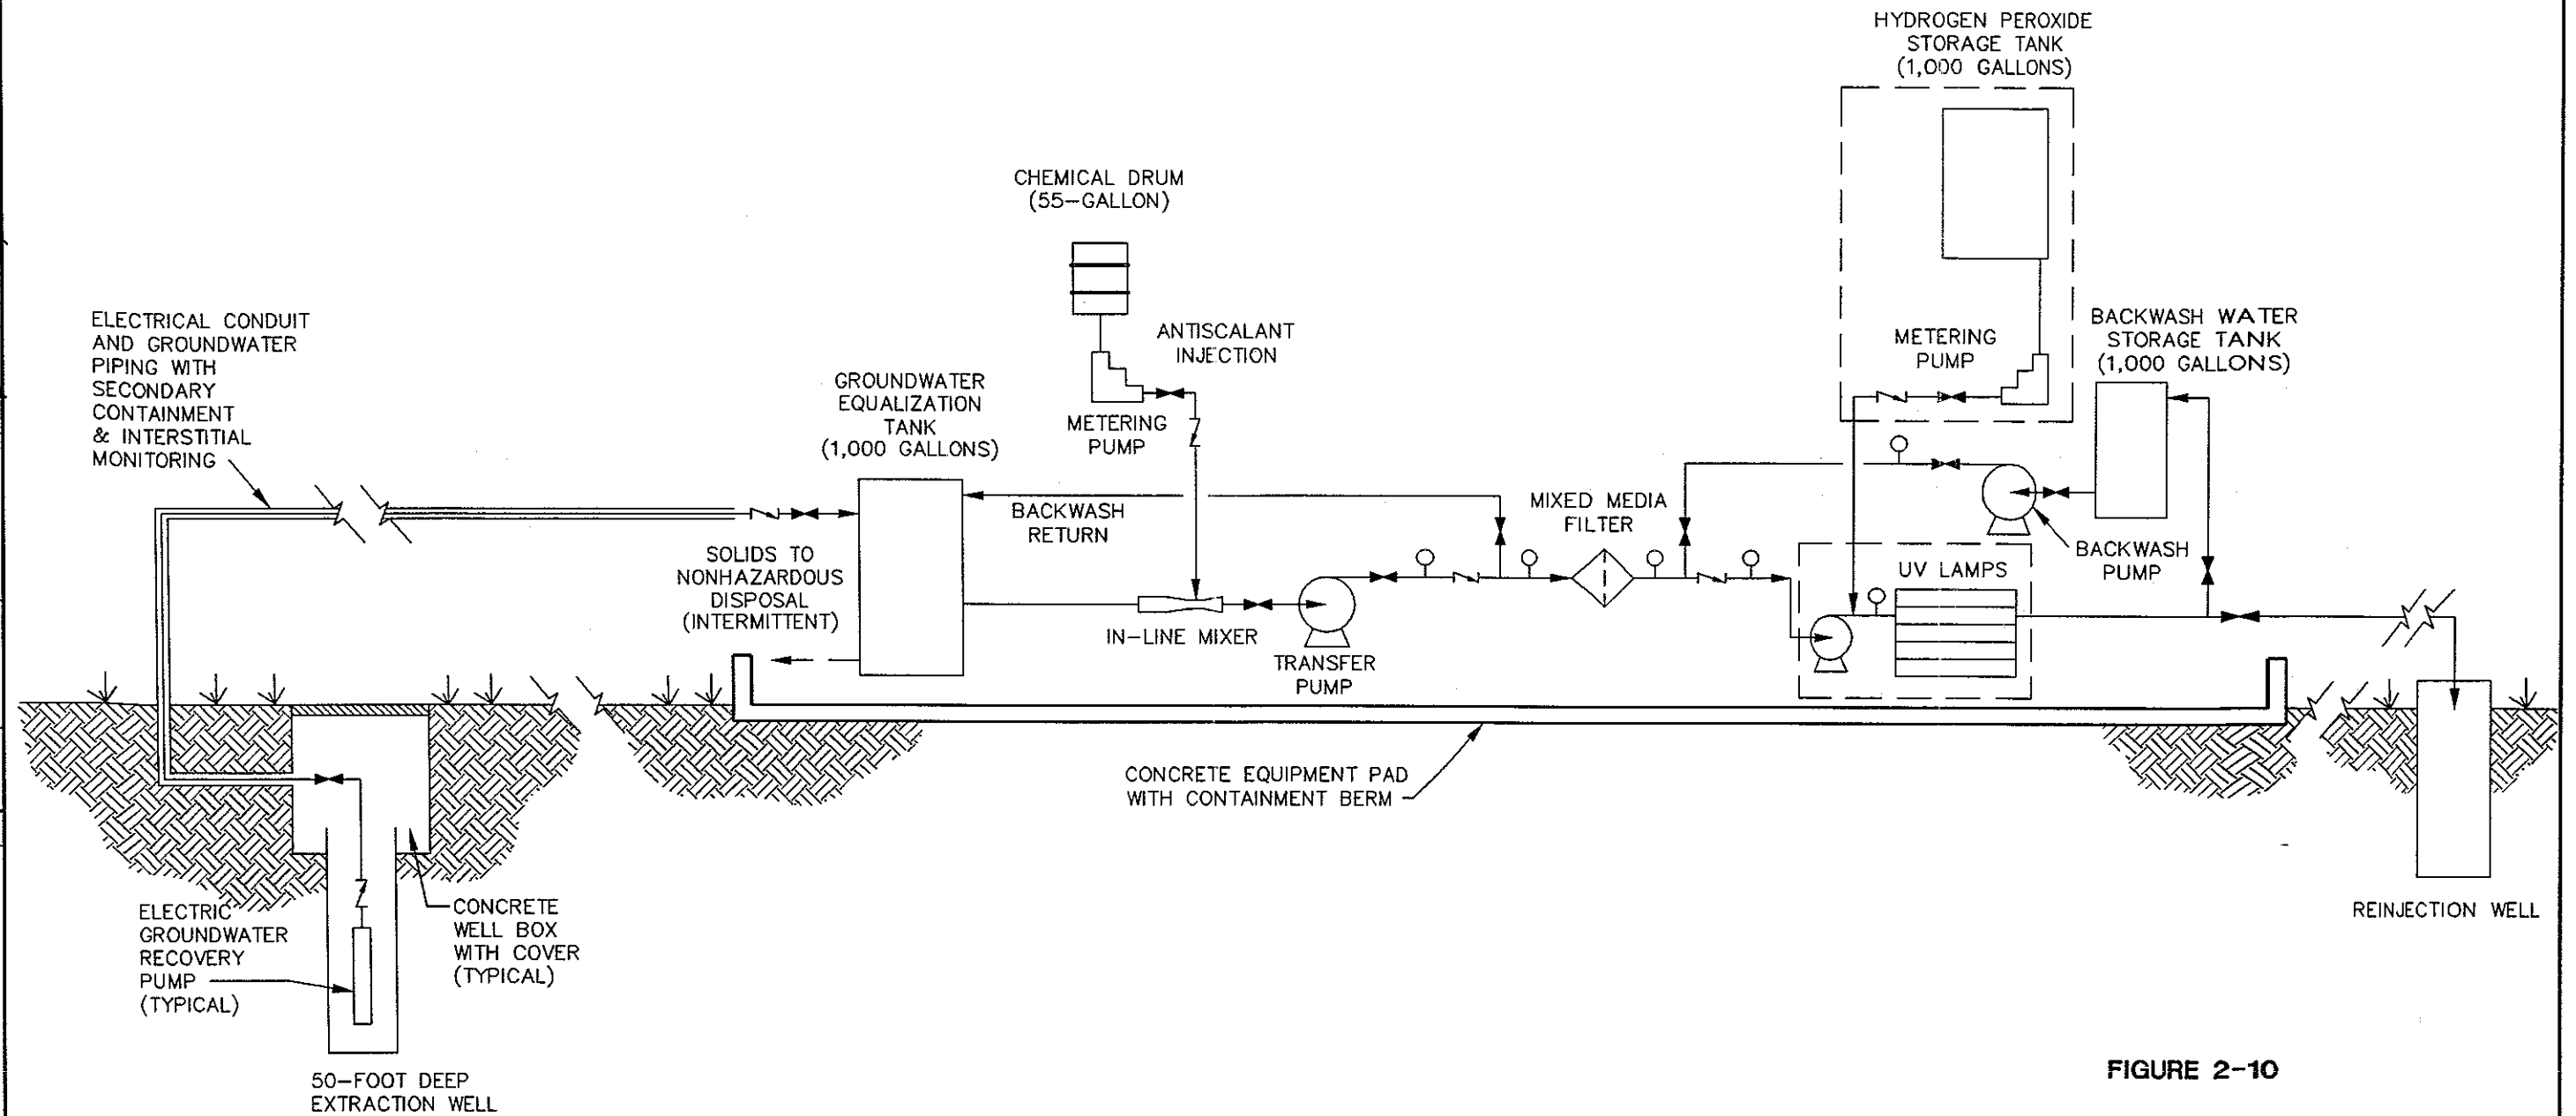 HYDROGEN PEROXIDE
STORAGE TANK
(1,000 GALLONS)
CHEMICAL DRUM
(55-GALLON)
ELECTRICAL CONDUIT
AND GROUNDWATER
PIPING WITH
SECONDARY
CONTAINMENT
& INTERSTITIAL
MONITORING
ANTISCALANT
INJECTION
METERING
PUMP
BACKWASH WATER
STORAGE TANK
(1,000 GALLONS)
GROUNDWATER
EQUALIZATION
TANK
(1,000 GALLONS)
METERING
PUMP
BACKWASH
RETURN
MIXED MEDIA
FILTER
SOLIDS TO
NONHAZARDOUS
DISPOSAL
(INTERMITTENT)
BACKWASH
PUMP
UV LAMPS
IN-LINE MIXER
TRANSFER
PUMP
CONCRETE EQUIPMENT PAD
WITH CONTAINMENT BERM
ELECTRIC
GROUNDWATER
RECOVERY
PUMP
(TYPICAL)
CONCRETE
WELL BOX
WITH COVER
(TYPICAL)
REINJECTION WELL
50-FOOT DEEP
EXTRACTION WELL
FIGURE 2-10